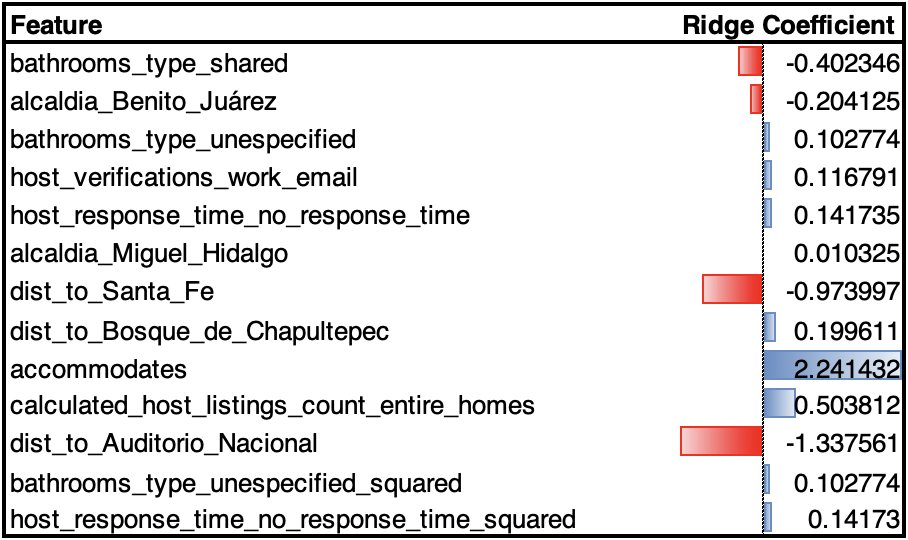 Feature Ridge Coefficient
bathrooms_type_shared -0.402346
alcaldia_Benito_Juárez -0.204125
bathrooms_type_unespecified 0.102774
host_verifications_work_email 0.116791
host_response_time_no_response_time 0.141735
alcaldia_Miguel_Hidalgo 0.010325
dist_to_Santa_Fe -0.973997
dist_to_Bosque_de_Chapultepec 0.199611
accommodates 2.241432
calculated_host_listings_count_entire_homes 0.503812
dist_to_Auditorio_Nacional -1.337561
bathrooms_type_unespecified_squared 0.102774
host_response_time_no_response_time_squared 0.14173